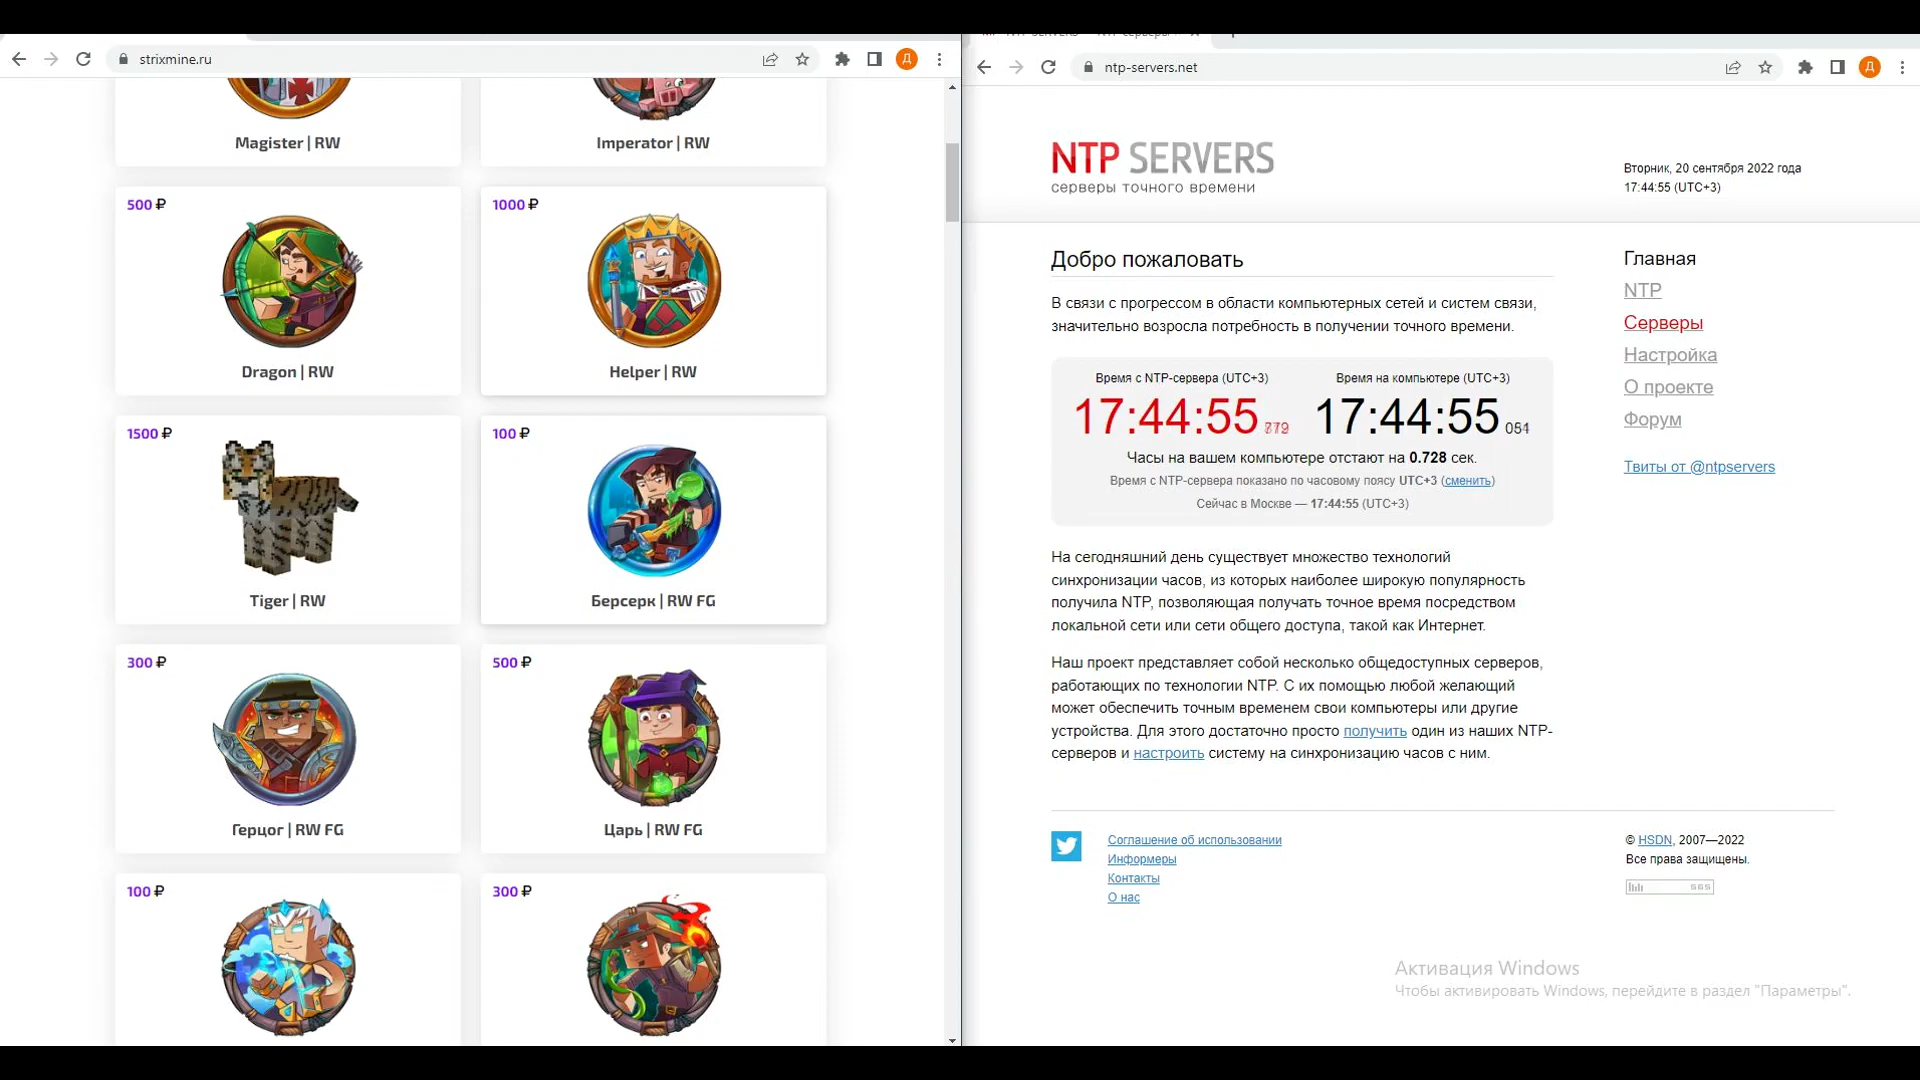 strixmine.ru
Magister | RW
Imperator | RW
500 ₽
Dragon | RW
1000 ₽
Helper | RW
1500 ₽
Tiger | RW
100 ₽
Берсерк | RW FG
300 ₽
Герцог | RW FG
500 ₽
Царь | RW FG
100 ₽
300 ₽
Д
ntp-servers.net
Д
NTP SERVERS
серверы точного времени
Вторник, 20 сентября 2022 года
17:44:55 (UTC+3)
Добро пожаловать
В связи с прогрессом в области компьютерных сетей и систем связи,
значительно возросла потребность в получении точного времени.
Время с NTP-сервера (UTC+3)
17:44:55
Время на компьютере (UTC+3)
17:44:55
Часы на вашем компьютере отстают на 0.728 сек.
Время с NTP-сервера показано по часовому поясу UTC+3 (сменить)
Сейчас в Москве — 17:44:55 (UTC+3)
На сегодняшний день существует множество технологий
синхронизации часов, из которых наиболее широкую популярность
получила NTP, позволяющая получать точное время посредством
локальной сети или сети общего доступа, такой как Интернет.
Наш проект представляет собой несколько общедоступных серверов,
работающих по технологии NTP. С их помощью любой желающий
может обеспечить точным временем свои компьютеры или другие
устройства. Для этого достаточно просто получить один из наших NTP-
серверов и настроить систему на синхронизацию часов с ним.
Главная
NTP
Серверы
Настройка
О проекте
Форум
Твиты от @ntpservers
Соглашение об использовании
Информеры
Контакты
О нас
© HSDN, 2007—2022
Все права защищены.
Активация Windows
Чтобы активировать Windows, перейдите в раздел "Параметры".